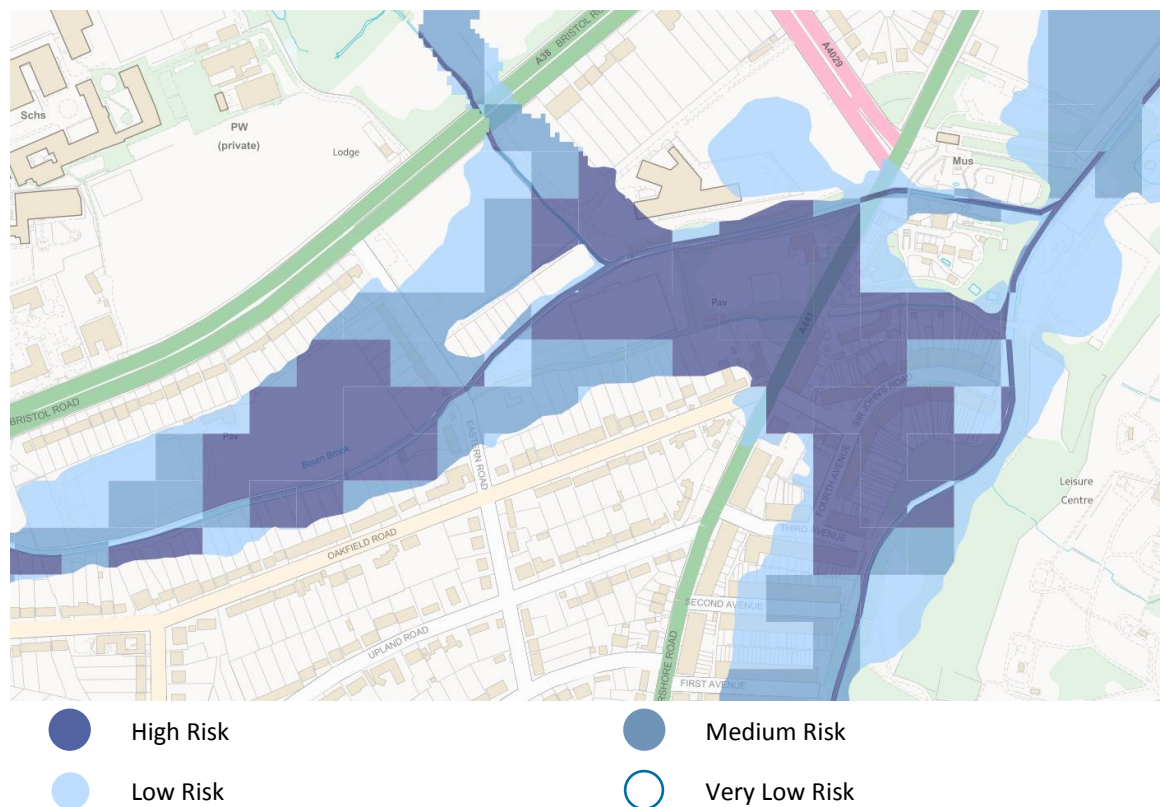 A38 BRISTOL RO
A4029
Schs
PW
(private)
Lodge
Mus
Pav
A441
BRISTOL ROAD
SIR JOHN'S ROAD
Pav
Bourn Brook
EASTERN ROAD
FOURTH AVENUE
Leisure
Centre
OAKFIELD ROAD
THIRD AVENUE
SECOND AVENUE
UPLAND ROAD
RSHORE ROAD
FIRST AVENUE
High Risk
Medium Risk
Low Risk
Very Low Risk